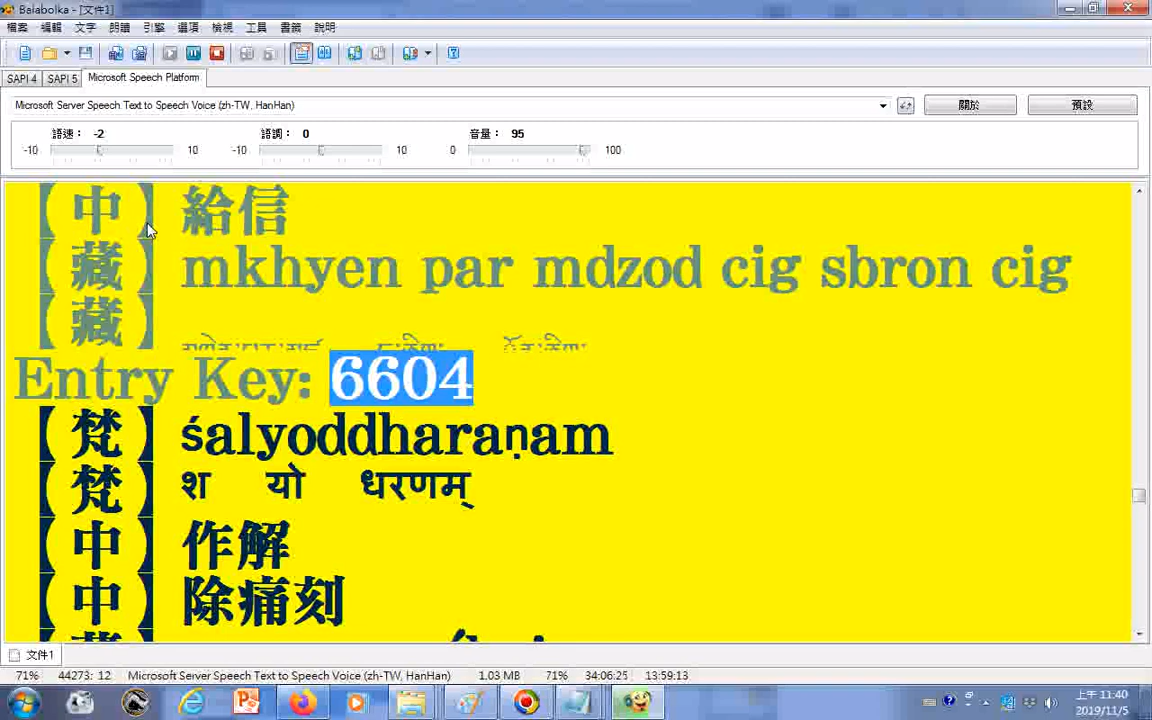 Balabolka - [文件1]
檔案 編輯 文字 朗讀 引擎 選項 檢視 工具 書籤 說明
SAPI 4 SAPI 5 Microsoft Speech Platform
Microsoft Server Speech Text to Speech Voice (zh-TW, HanHan) 關於 預設
語速： -2 語調： 0 音量： 95
-10 10 -10 10 0 100
【中】給信
【藏】mkhyen par mdzod cig sbron cig
【藏】
Entry Key: 6604
【梵】śalyoddharaṇam
【梵】श यो धरणम्
【中】作解
【中】除痛刻
文件1
71% 44273: 12 Microsoft Server Speech Text to Speech Voice (zh-TW, HanHan) 1.03 MB 71% 34:06:25 13:59:13
上午 11:40
2019/11/5